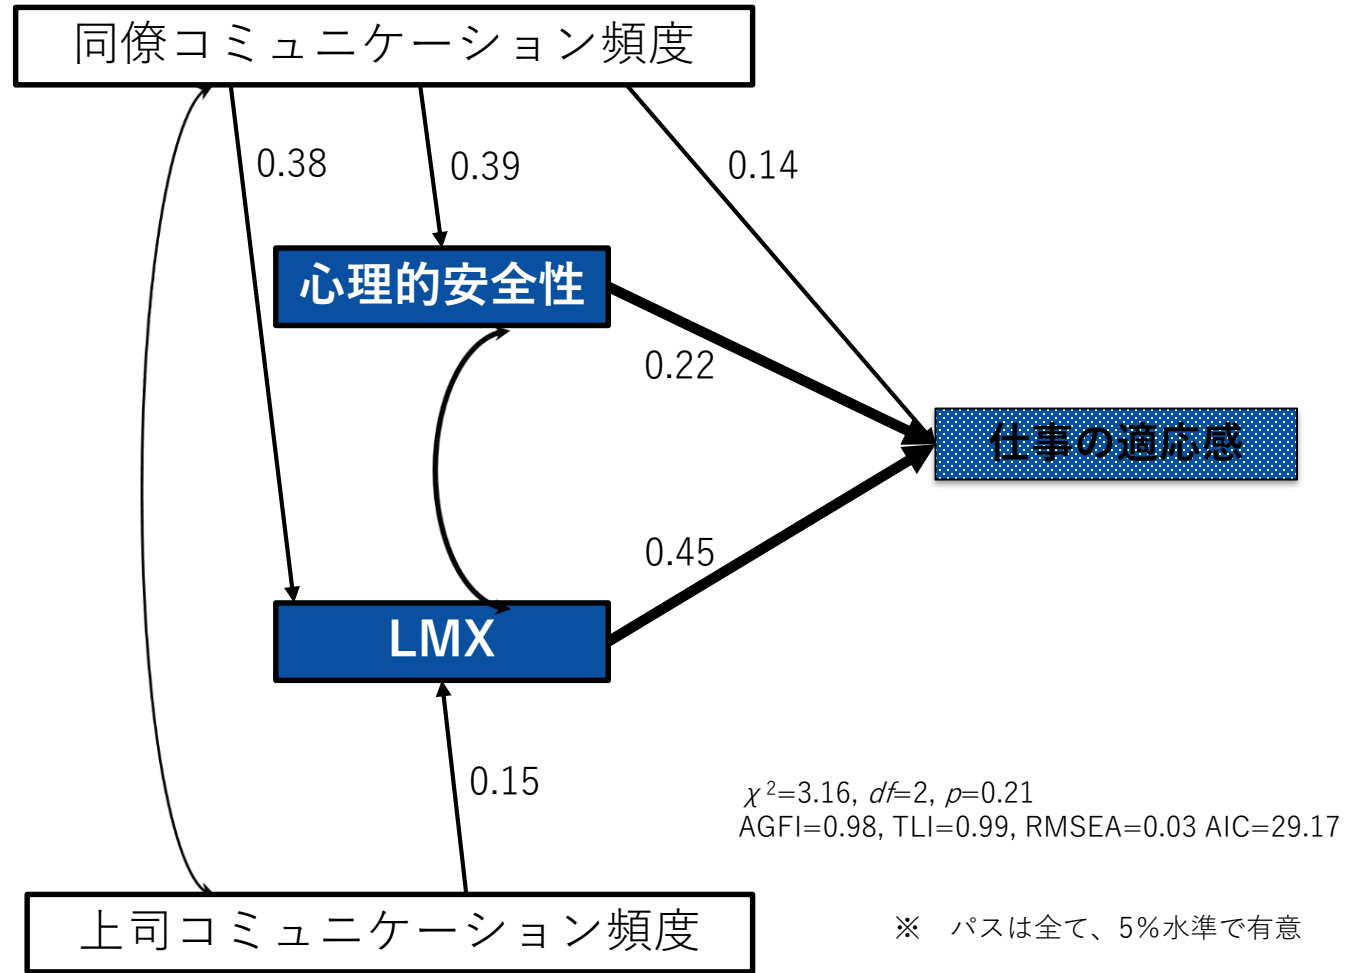 同僚コミュニケーション頻度
0.38
0.39
0.14
心理的安全性
0.22
仕事の適応感
0.45
LMX
0.15
χ²=3.16, df=2, p=0.21
AGFI=0.98, TLI=0.99, RMSEA=0.03 AIC=29.17
上司コミュニケーション頻度
※　パスは全て、5%水準で有意